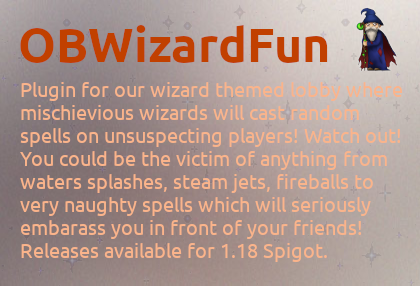 OBWizardFun
Plugin for our wizard themed lobby where
mischievious wizards will cast random
spells on unsuspecting players! Watch out!
You could be the victim of anything from
waters splashes, steam jets, fireballs to
very naughty spells which will seriously
embarass you in front of your friends!
Releases available for 1.18 Spigot.